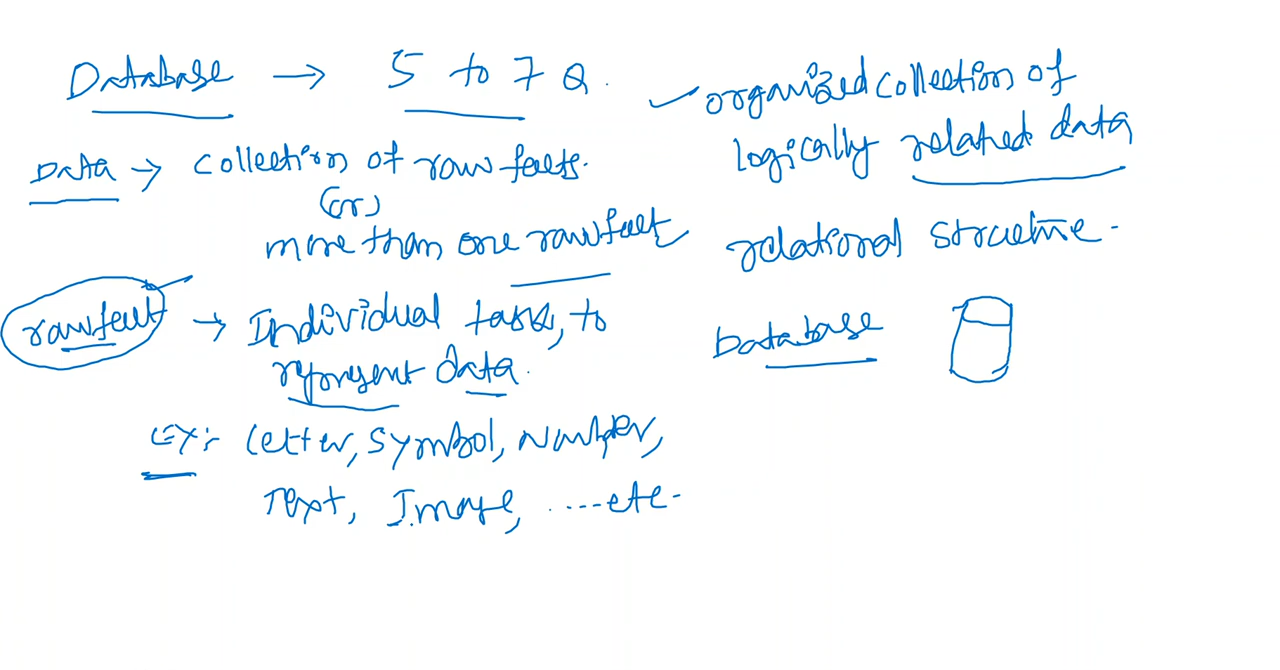 Database → 5 to 7 Q.
Data → collection of raw facts.
(or)
more than one rawfact
rawfact → Individual task, to
represent data.
Ex:- Letter, Symbol, Number,
Text, Image, ....etc.
✓ organized collection of
logically related data
relational structure.
Database